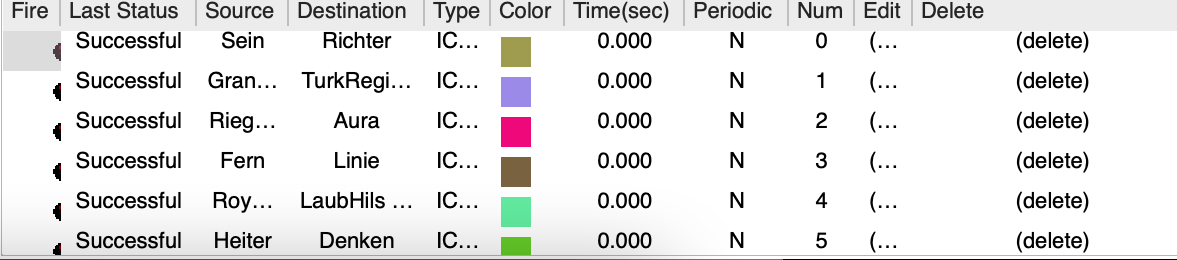 Fire Last Status Source Destination Type Color Time(sec) Periodic Num Edit Delete
Successful Sein Richter IC... 0.000 N 0 (... (delete)
Successful Gran... TurkRegi... IC... 0.000 N 1 (... (delete)
Successful Rieg... Aura IC... 0.000 N 2 (... (delete)
Successful Fern Linie IC... 0.000 N 3 (... (delete)
Successful Roy... LaubHils ... IC... 0.000 N 4 (... (delete)
Successful Heiter Denken IC... 0.000 N 5 (... (delete)